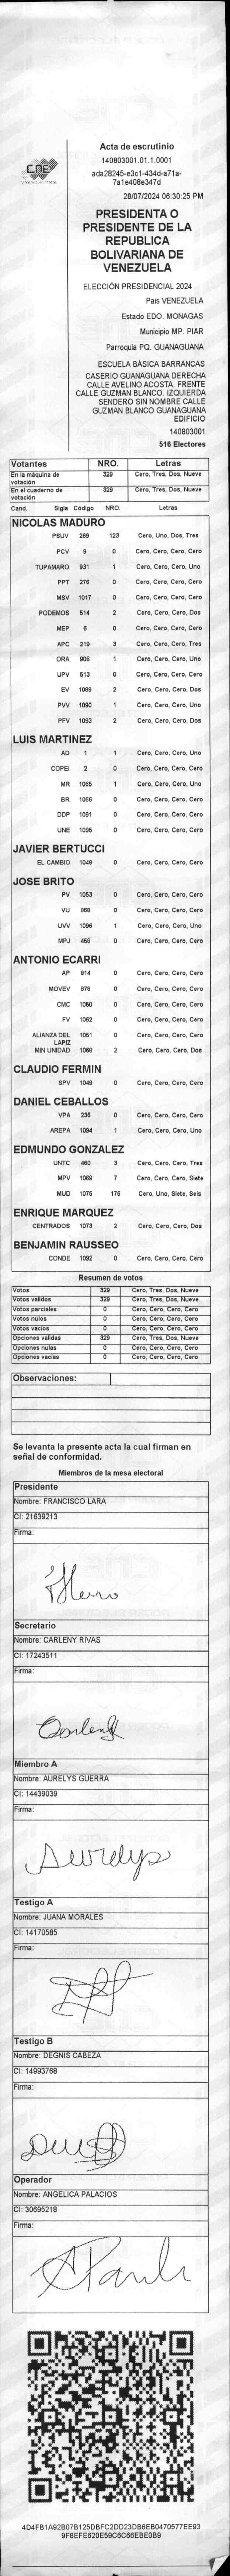 CNE
Acta de escrutinio
140803001.01.1.0001
ada28245-e3c1-434d-a71a-
7a1e408e347d
28/07/2024 06:30:25 PM
PRESIDENTA O
PRESIDENTE DE LA
REPUBLICA
BOLIVARIANA DE
VENEZUELA
ELECCIÓN PRESIDENCIAL 2024
Pais VENEZUELA
Estado EDO. MONAGAS
Municipio MP. PIAR
Parroquia PQ. GUANAGUANA
ESCUELA BÁSICA BARRANCAS
CASERIO GUANAGUANA DERECHA
CALLE AVELINO ACOSTA. FRENTE
CALLE GUZMAN BLANCO. IZQUIERDA
SENDERO SIN NOMBRE CALLE
GUZMAN BLANCO GUANAGUANA
EDIFICIO
140803001
516 Electores
Votantes NRO. Letras
En la máquina de votación 329 Cero, Tres, Dos, Nueve
En el cuaderno de votación 329 Cero, Tres, Dos, Nueve
Cand. Sigla Código NRO. Letras
NICOLAS MADURO
PSUV 269 123 Cero, Uno, Dos, Tres
PCV 9 0 Cero, Cero, Cero, Cero
TUPAMARO 931 1 Cero, Cero, Cero, Uno
PPT 276 0 Cero, Cero, Cero, Cero
MSV 1017 0 Cero, Cero, Cero, Cero
PODEMOS 514 2 Cero, Cero, Cero, Dos
MEP 6 0 Cero, Cero, Cero, Cero
APC 219 3 Cero, Cero, Cero, Tres
ORA 906 1 Cero, Cero, Cero, Uno
UPV 513 0 Cero, Cero, Cero, Cero
EV 1089 2 Cero, Cero, Cero, Dos
PVV 1090 1 Cero, Cero, Cero, Uno
PFV 1093 2 Cero, Cero, Cero, Dos
LUIS MARTINEZ
AD 1 1 Cero, Cero, Cero, Uno
COPEI 2 0 Cero, Cero, Cero, Cero
MR 1065 1 Cero, Cero, Cero, Uno
BR 1066 0 Cero, Cero, Cero, Cero
DDP 1091 0 Cero, Cero, Cero, Cero
UNE 1095 0 Cero, Cero, Cero, Cero
JAVIER BERTUCCI
EL CAMBIO 1048 0 Cero, Cero, Cero, Cero
JOSE BRITO
PV 1053 0 Cero, Cero, Cero, Cero
VU 868 0 Cero, Cero, Cero, Cero
UVV 1096 1 Cero, Cero, Cero, Uno
MPJ 459 0 Cero, Cero, Cero, Cero
ANTONIO ECARRI
AP 814 0 Cero, Cero, Cero, Cero
MOVEV 878 0 Cero, Cero, Cero, Cero
CMC 1050 0 Cero, Cero, Cero, Cero
FV 1062 0 Cero, Cero, Cero, Cero
ALIANZA DEL LAPIZ 1051 0 Cero, Cero, Cero, Cero
MIN UNIDAD 1068 2 Cero, Cero, Cero, Dos
CLAUDIO FERMIN
SPV 1049 0 Cero, Cero, Cero, Cero
DANIEL CEBALLOS
VPA 236 0 Cero, Cero, Cero, Cero
AREPA 1094 1 Cero, Cero, Cero, Uno
EDMUNDO GONZALEZ
UNTC 460 3 Cero, Cero, Cero, Tres
MPV 1069 7 Cero, Cero, Cero, Siete
MUD 1075 176 Cero, Uno, Siete, Seis
ENRIQUE MARQUEZ
CENTRADOS 1073 2 Cero, Cero, Cero, Dos
BENJAMIN RAUSSEO
CONDE 1092 0 Cero, Cero, Cero, Cero
Resumen de votos
Votos 329 Cero, Tres, Dos, Nueve
Votos validos 329 Cero, Tres, Dos, Nueve
Votos parciales 0 Cero, Cero, Cero, Cero
Votos nulos 0 Cero, Cero, Cero, Cero
Votos vacios 0 Cero, Cero, Cero, Cero
Opciones validas 329 Cero, Tres, Dos, Nueve
Opciones nulas 0 Cero, Cero, Cero, Cero
Opciones vacias 0 Cero, Cero, Cero, Cero
Observaciones:
Se levanta la presente acta la cual firman en
señal de conformidad.
Miembros de la mesa electoral
Presidente
Nombre: FRANCISCO LARA
CI: 21639213
Firma:
Secretario
Nombre: CARLENY RIVAS
CI: 17243511
Firma:
Miembro A
Nombre: AURELYS GUERRA
CI: 14439039
Firma:
Aurelys
Testigo A
Nombre: JUANA MORALES
CI: 14170585
Firma:
Testigo B
Nombre: DEGNIS CABEZA
CI: 14993768
Firma:
Operador
Nombre: ANGELICA PALACIOS
CI: 30695218
Firma:
4D4FB1A92B07B125DBFC2DD23DB6EB0470577EE93
9F8EFE620E59C6C66EBE0B9